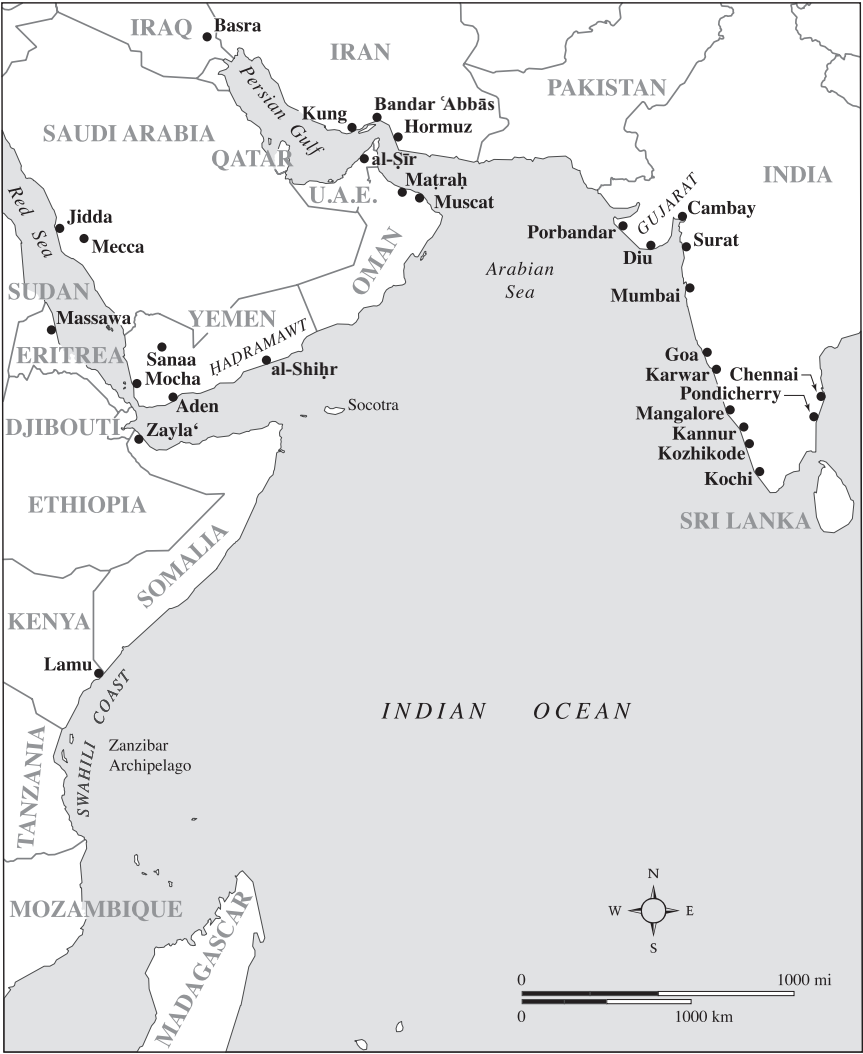 IRAQ
Basra
IRAN
PAKISTAN
Persian Gulf
Kung
Bandar ʿAbbās
Hormuz
SAUDI ARABIA
QATAR
al-Ṣīr
U.A.E.
Maṭraḥ
Muscat
INDIA
GUJARAT
Cambay
Porbandar
Surat
Diu
Red Sea
Jidda
Mecca
OMAN
Arabian
Sea
Mumbai
SUDAN
Massawa
YEMEN
HADRAMAWT
ERITREA
Sanaa
Mocha
al-Shiḥr
Aden
Goa
Karwar
Chennai
Pondicherry
Mangalore
Kannur
Kozhikode
Kochi
Socotra
DJIBOUTI
Zaylaʿ
ETHIOPIA
SRI LANKA
SOMALIA
KENYA
Lamu
SWAHILI COAST
INDIAN OCEAN
Zanzibar
Archipelago
TANZANIA
MOZAMBIQUE
MADAGASCAR
N
W E
S
0 1000 mi
0 1000 km